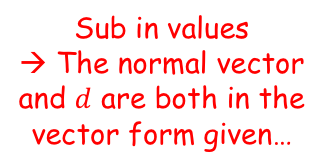 Sub in values
→ The normal vector
and 𝑑 are both in the
vector form given…